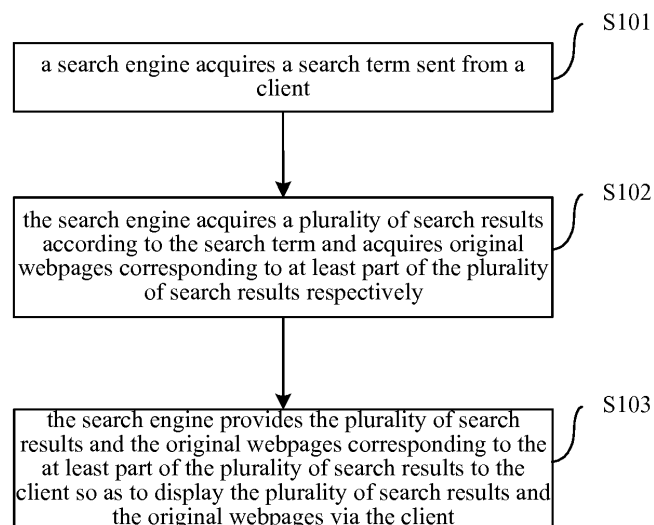 S101
a search engine acquires a search term sent from a
client
S102
the search engine acquires a plurality of search results
according to the search term and acquires original
webpages corresponding to at least part of the plurality
of search results respectively
S103
the search engine provides the plurality of search
results and the original webpages corresponding to the
at least part of the plurality of search results to the
client so as to display the plurality of search results and
the original webpages via the client